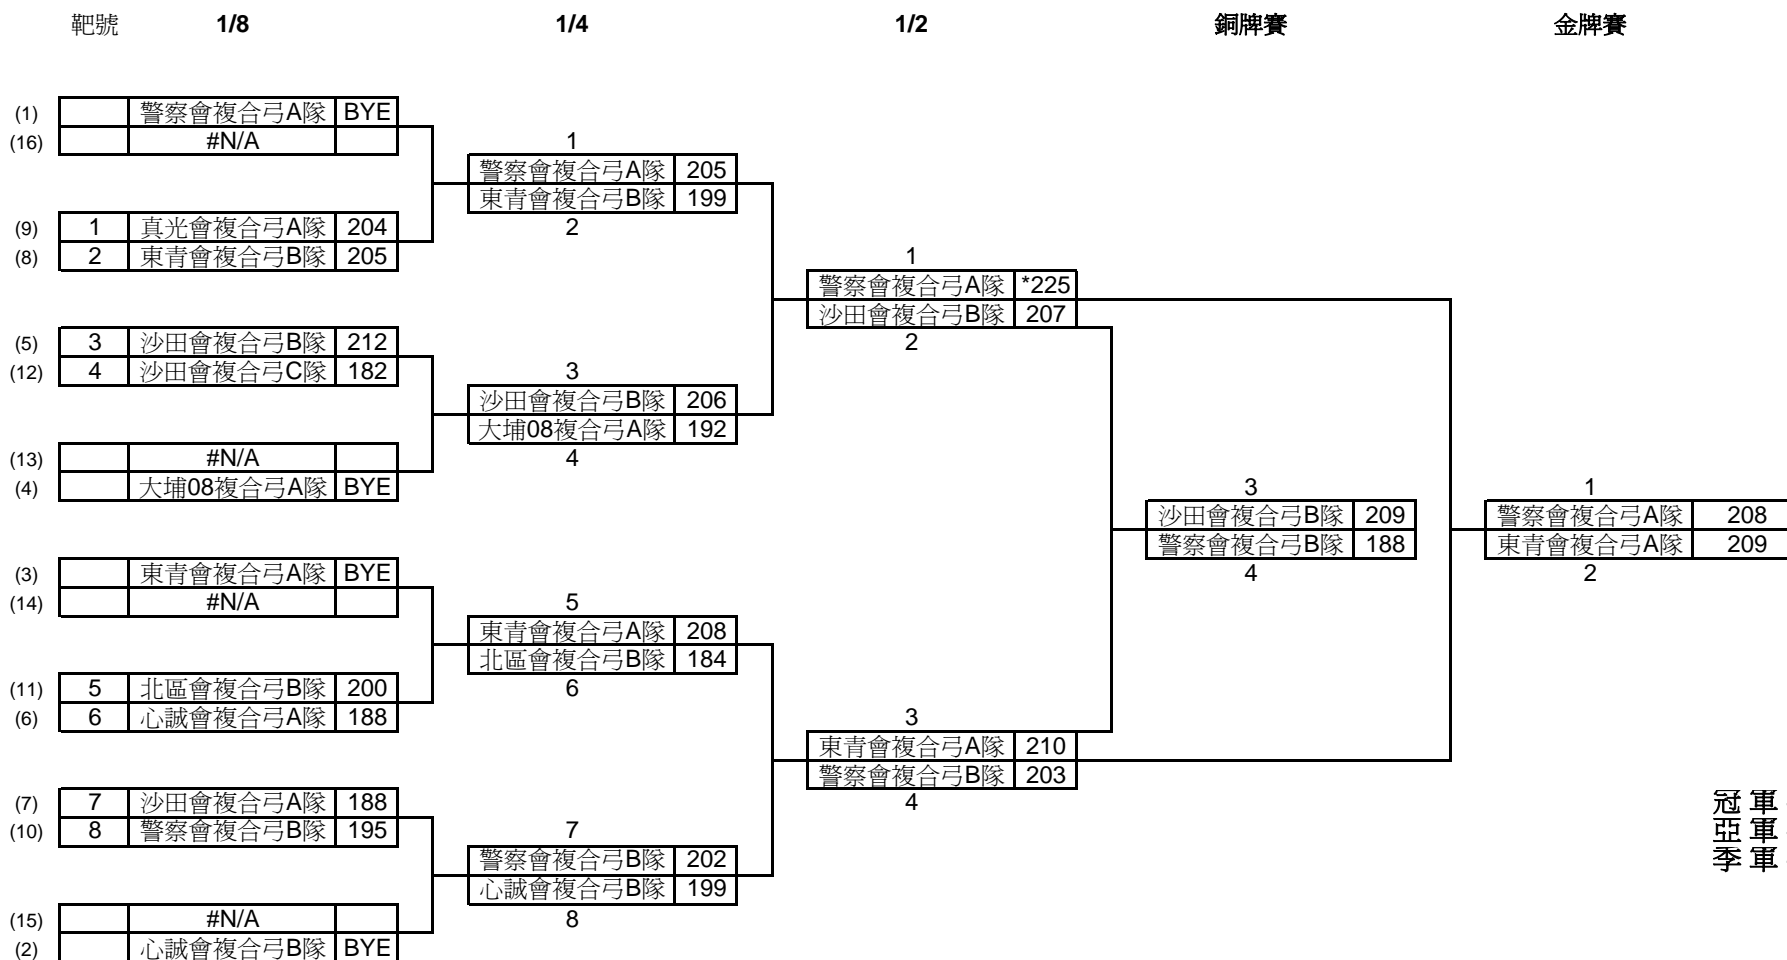 靶號 1/8 1/4 1/2 銅牌賽 金牌賽
(1) 警察會複合弓A隊 BYE
(16) #N/A
1
警察會複合弓A隊 205
東青會複合弓B隊 199
2
(9) 1 真光會複合弓A隊 204
(8) 2 東青會複合弓B隊 205
1
警察會複合弓A隊 *225
沙田會複合弓B隊 207
2
(5) 3 沙田會複合弓B隊 212
(12) 4 沙田會複合弓C隊 182
3
沙田會複合弓B隊 206
大埔08複合弓A隊 192
4
(13) #N/A
(4) 大埔08複合弓A隊 BYE
3
沙田會複合弓B隊 209
警察會複合弓B隊 188
4
1
警察會複合弓A隊 208
東青會複合弓A隊 209
2
(3) 東青會複合弓A隊 BYE
(14) #N/A
5
東青會複合弓A隊 208
北區會複合弓B隊 184
6
(11) 5 北區會複合弓B隊 200
(6) 6 心誠會複合弓A隊 188
3
東青會複合弓A隊 210
警察會複合弓B隊 203
4
(7) 7 沙田會複合弓A隊 188
(10) 8 警察會複合弓B隊 195
7
警察會複合弓B隊 202
心誠會複合弓B隊 199
8
(15) #N/A
(2) 心誠會複合弓B隊 BYE
冠軍
亞軍
季軍